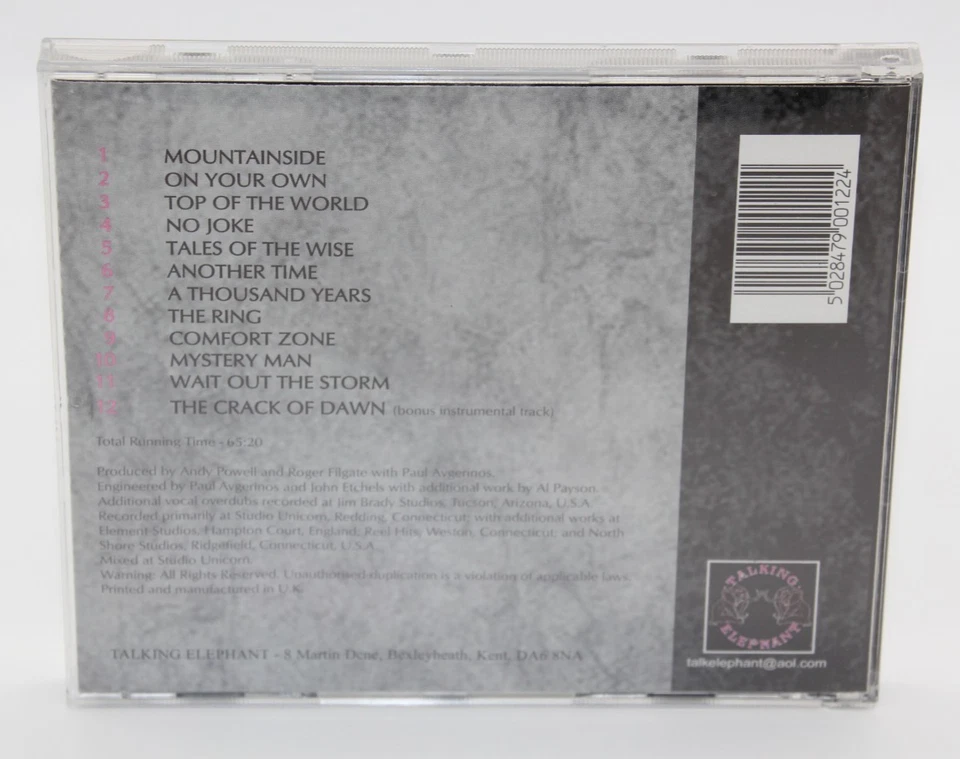 1 MOUNTAINSIDE
2 ON YOUR OWN
3 TOP OF THE WORLD
4 NO JOKE
5 TALES OF THE WISE
6 ANOTHER TIME
7 A THOUSAND YEARS
8 THE RING
9 COMFORT ZONE
10 MYSTERY MAN
11 WAIT OUT THE STORM
12 THE CRACK OF DAWN (bonus instrumental track)
Total Running Time - 65:20
Produced by Andy Powell and Roger Filgate with Paul Avgerinos.
Engineered by Paul Avgerinos and John Etchels with additional work by Al Payson.
Additional vocal overdubs recorded at Jim Brady Studios, Tucson, Arizona, U.S.A.
Recorded primarily at Studio Unicorn, Redding, Connecticut; with additional works at
Element Studios, Hampton Court, England; Reel Hits, Weston, Connecticut; and North
Shore Studios, Ridgefield, Connecticut, U.S.A.
Mixed at Studio Unicorn.
Warning: All Rights Reserved. Unauthorised duplication is a violation of applicable laws.
Printed and manufactured in U.K.
TALKING ELEPHANT - 8 Martin Dene, Bexleyheath, Kent, DA6 8NA
5 028479 001224
TALKING
ELEPHANT
talkelephant@aol.com